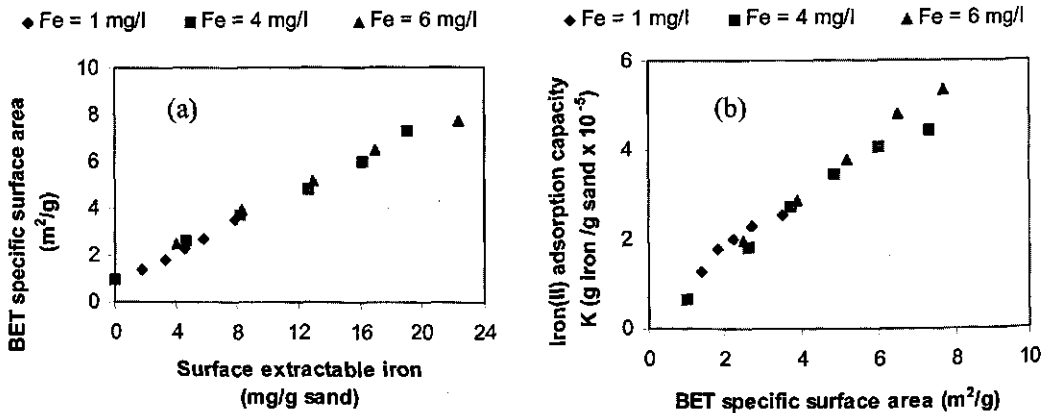 Fe = 1 mg/l Fe = 4 mg/l Fe = 6 mg/l
BET specific surface area
(m²/g)
10
8
6
4
2
0
(a)
0 4 8 12 16 20 24
Surface extractable iron
(mg/g sand)
Fe = 1 mg/l Fe = 4 mg/l Fe = 6 mg/l
Iron(II) adsorption capacity
K (g iron /g sand x 10⁻⁵)
6
4
2
0
(b)
0 2 4 6 8 10
BET specific surface area (m²/g)